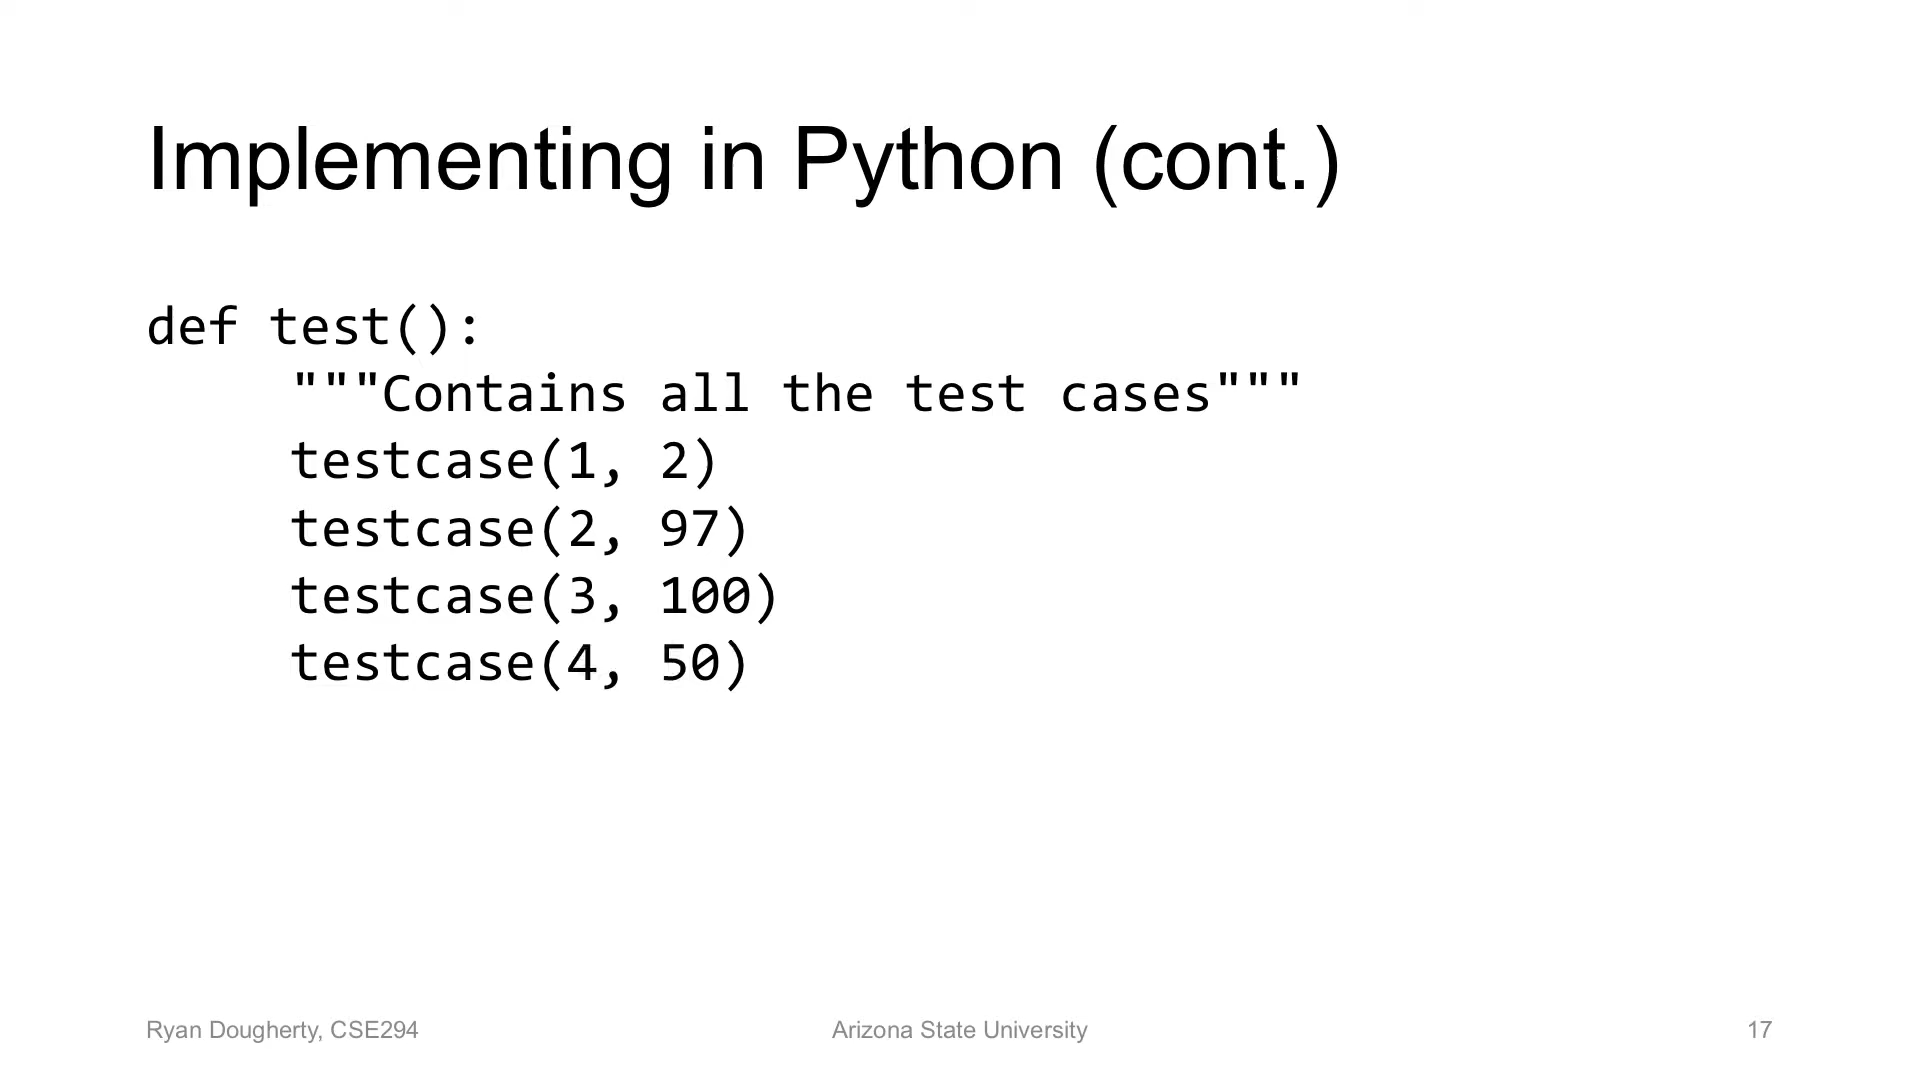 Implementing in Python (cont.)
def test():
    """Contains all the test cases"""
    testcase(1, 2)
    testcase(2, 97)
    testcase(3, 100)
    testcase(4, 50)
Ryan Dougherty, CSE294
Arizona State University
17